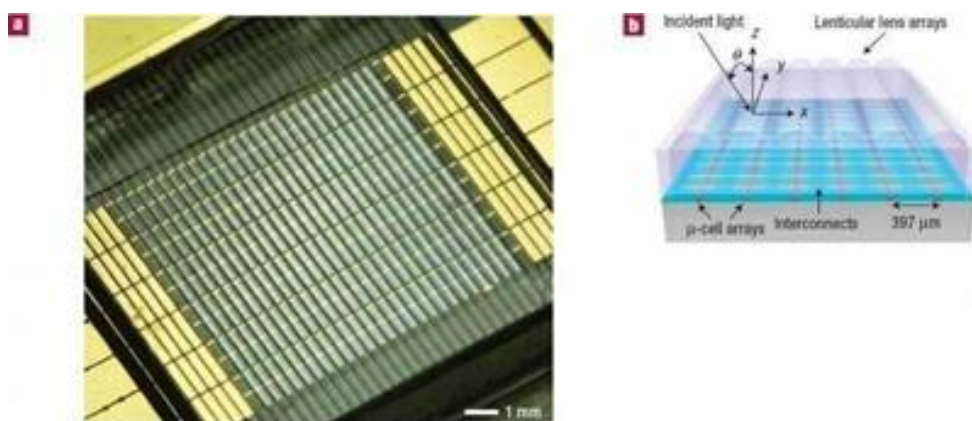 a
1 mm
b
Incident light
Lenticular lens arrays
z
θ
y
x
μ-cell arrays
Interconnects
397 μm